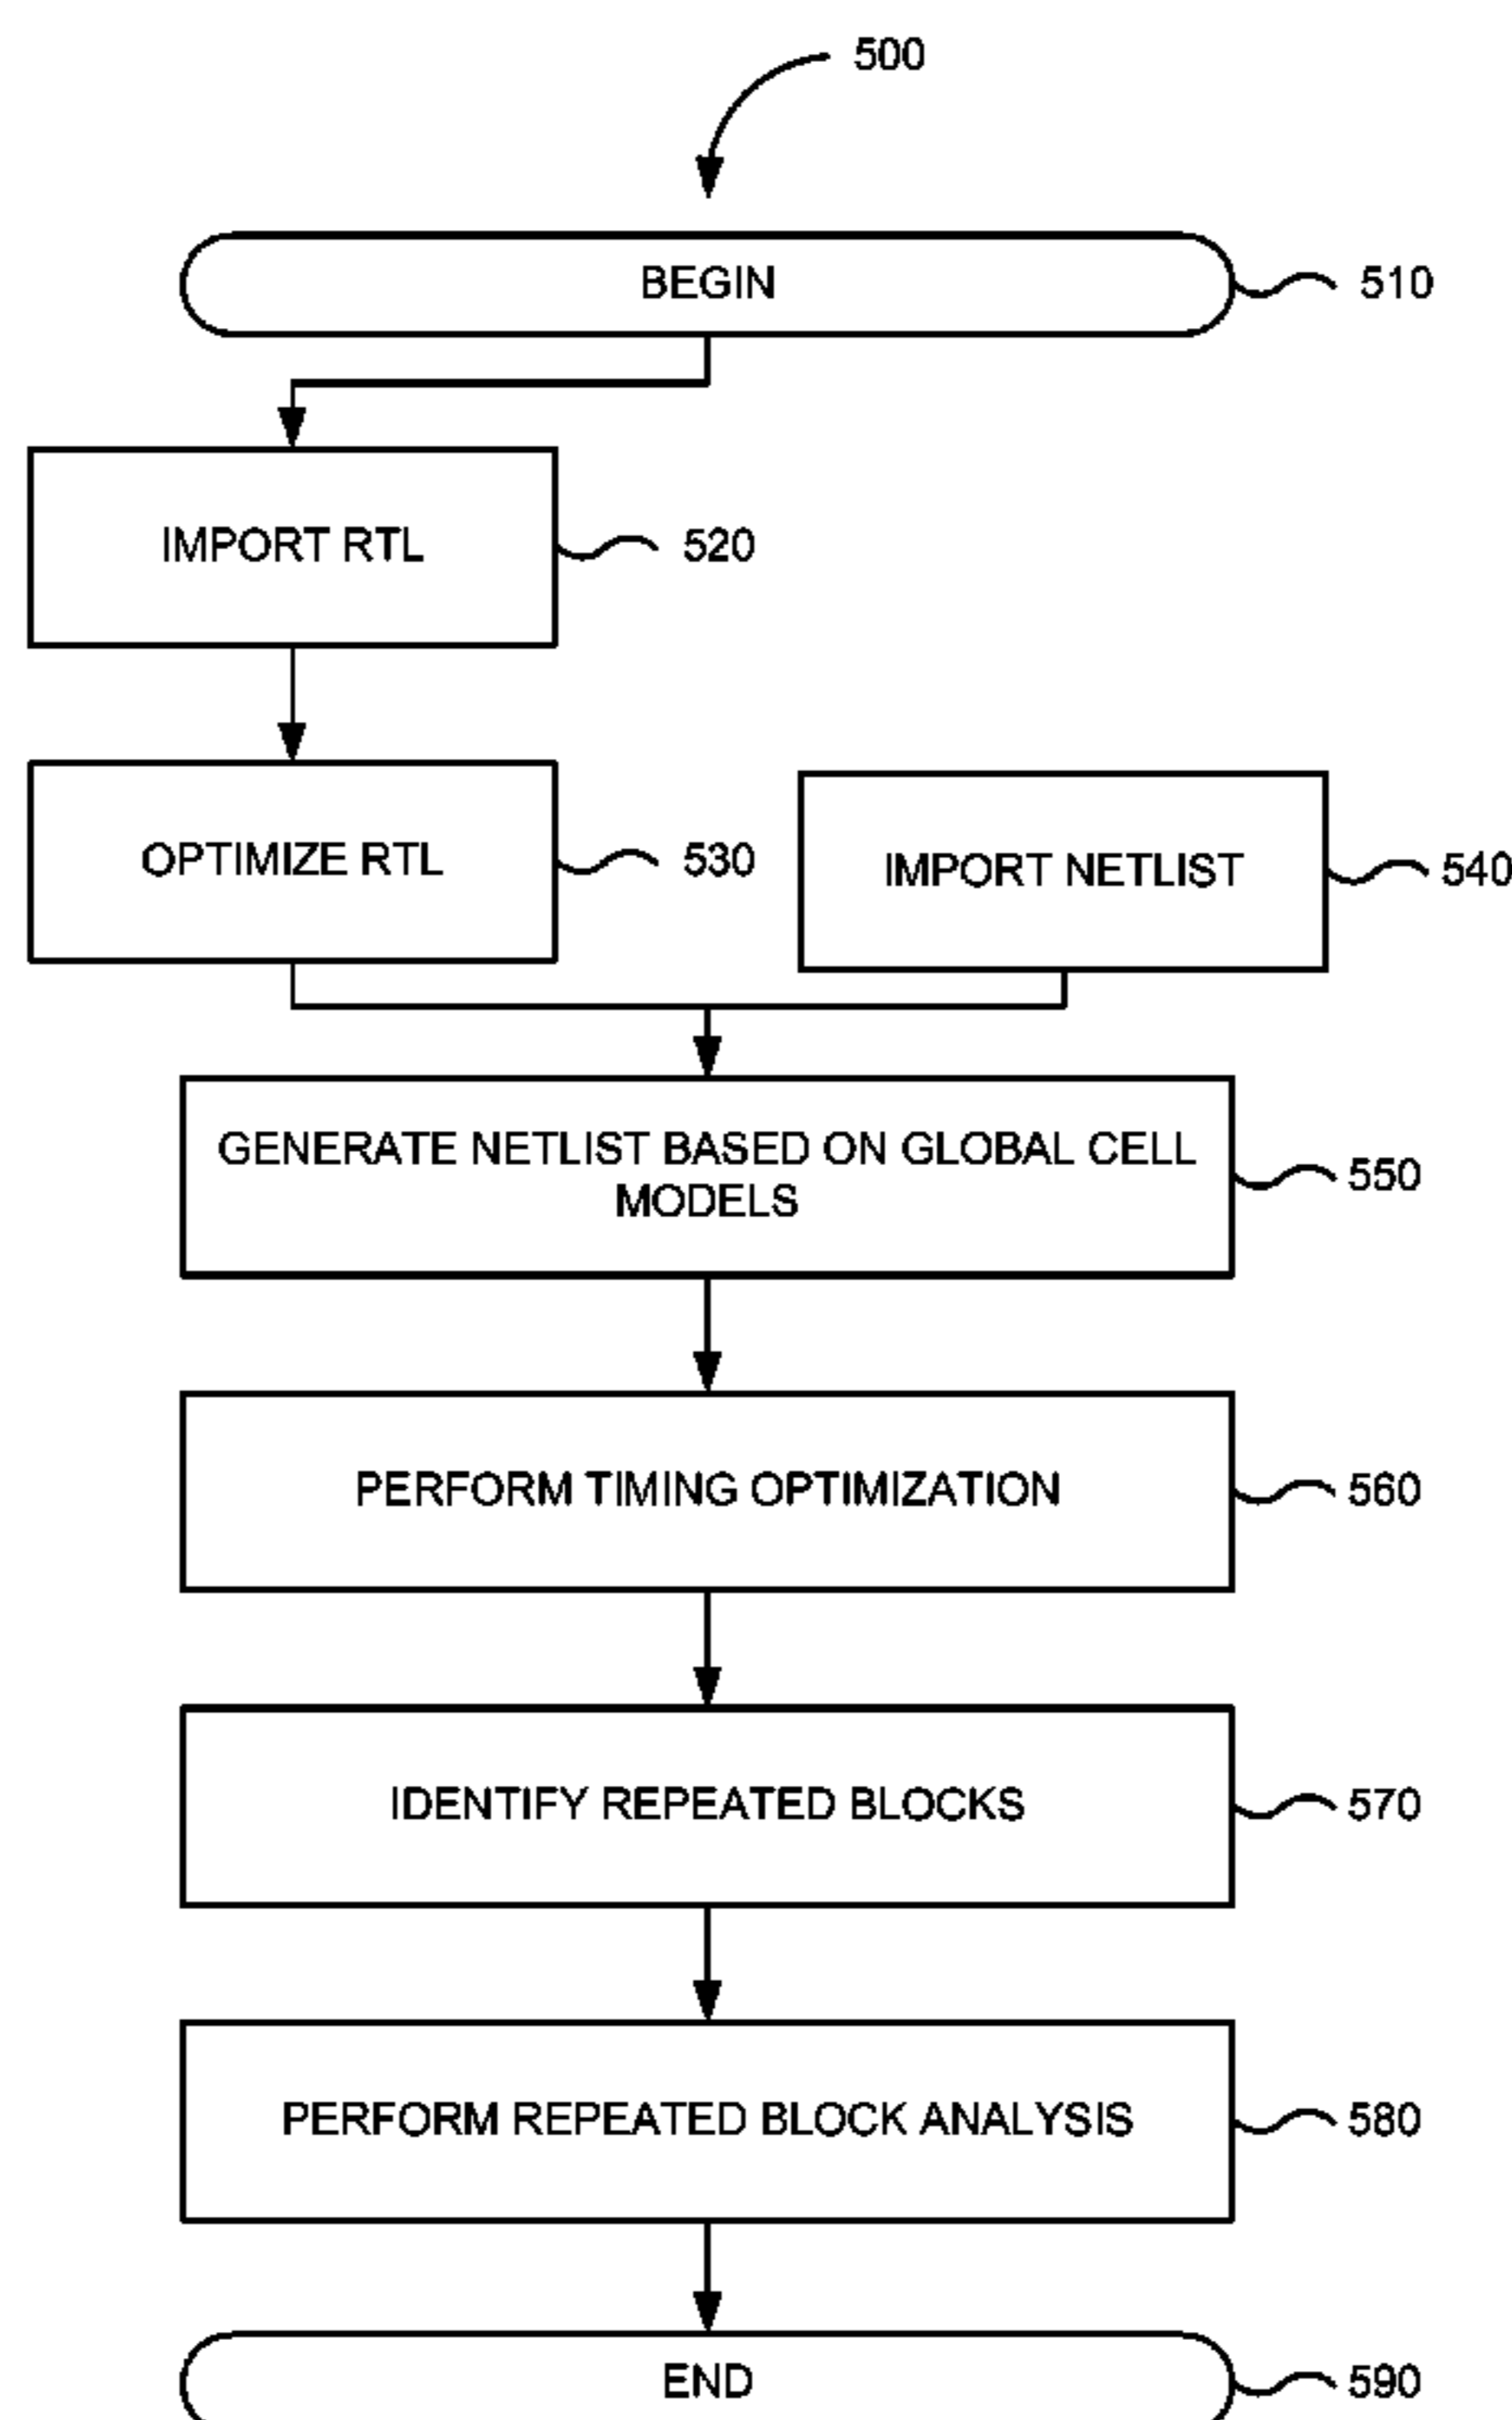 500
BEGIN
510
IMPORT RTL
520
OPTIMIZE RTL
530
IMPORT NETLIST
540
GENERATE NETLIST BASED ON GLOBAL CELL
MODELS
550
PERFORM TIMING OPTIMIZATION
560
IDENTIFY REPEATED BLOCKS
570
PERFORM REPEATED BLOCK ANALYSIS
580
END
590